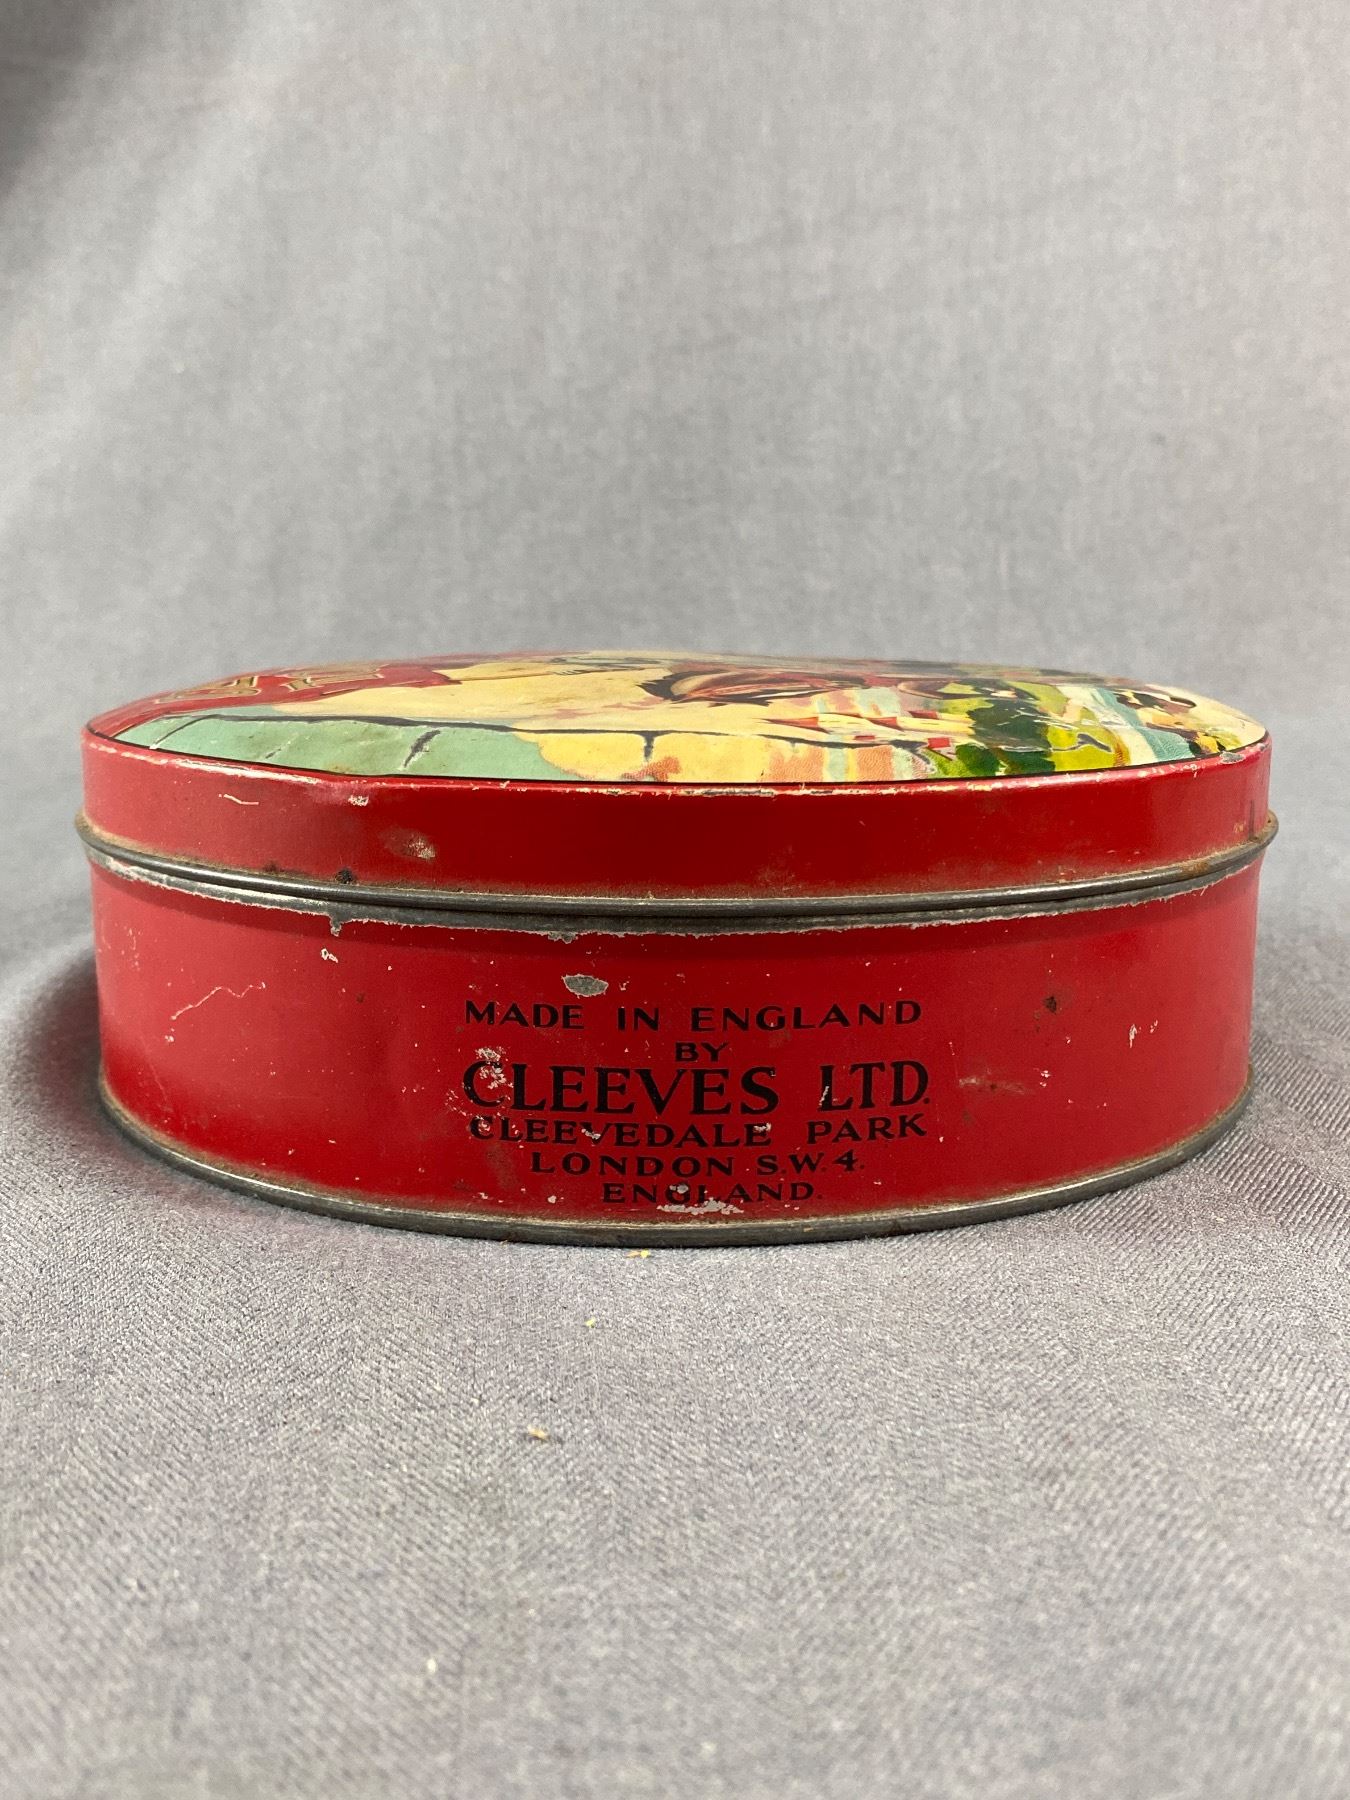 MADE IN ENGLAND
BY
CLEEVES LTD.
CLEEVEDALE PARK
LONDON S.W.4.
ENGLAND.